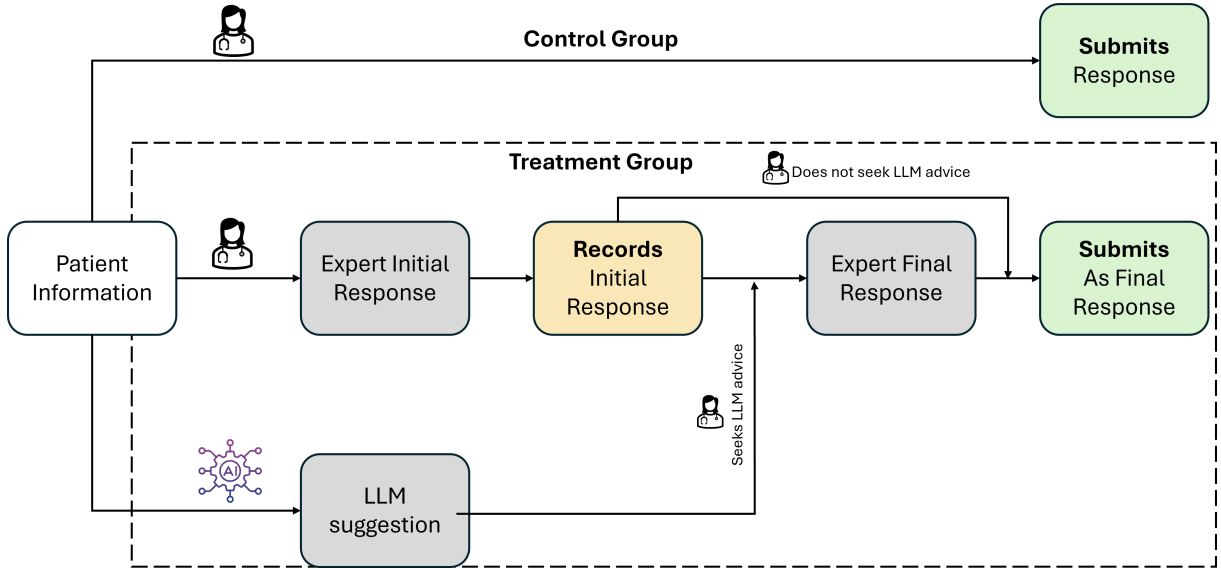 Control Group
Submits
Response
Treatment Group
Does not seek LLM advice
Patient
Information
Expert Initial
Response
Records
Initial
Response
Expert Final
Response
Submits
As Final
Response
Seeks LLM advice
AI
LLM
suggestion